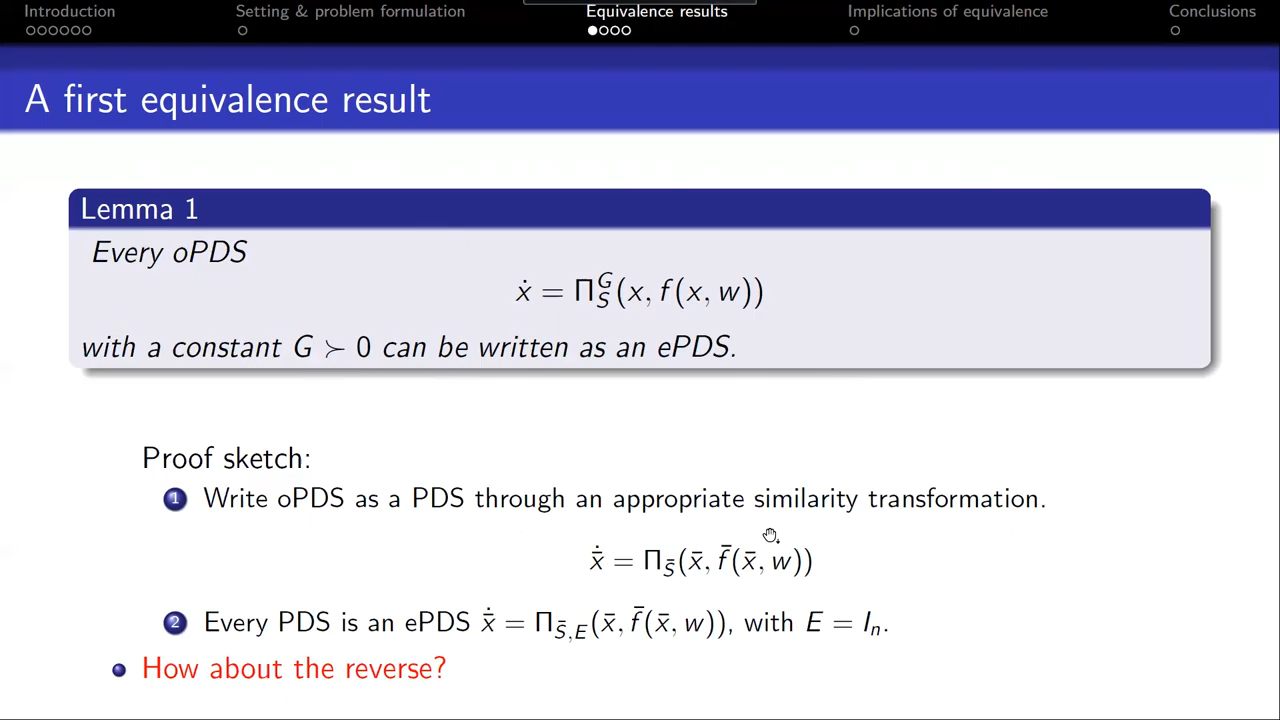 Introduction
Setting & problem formulation
Equivalence results
Implications of equivalence
Conclusions
A first equivalence result
Lemma 1
Every oPDS
ẋ = Π_S^G(x, f(x, w))
with a constant G ≻ 0 can be written as an ePDS.
Proof sketch:
1 Write oPDS as a PDS through an appropriate similarity transformation.
ẋ̄ = Π_S̄(x̄, f̄(x̄, w))
2 Every PDS is an ePDS ẋ̄ = Π_S̄,E(x̄, f̄(x̄, w)), with E = I_n.
How about the reverse?